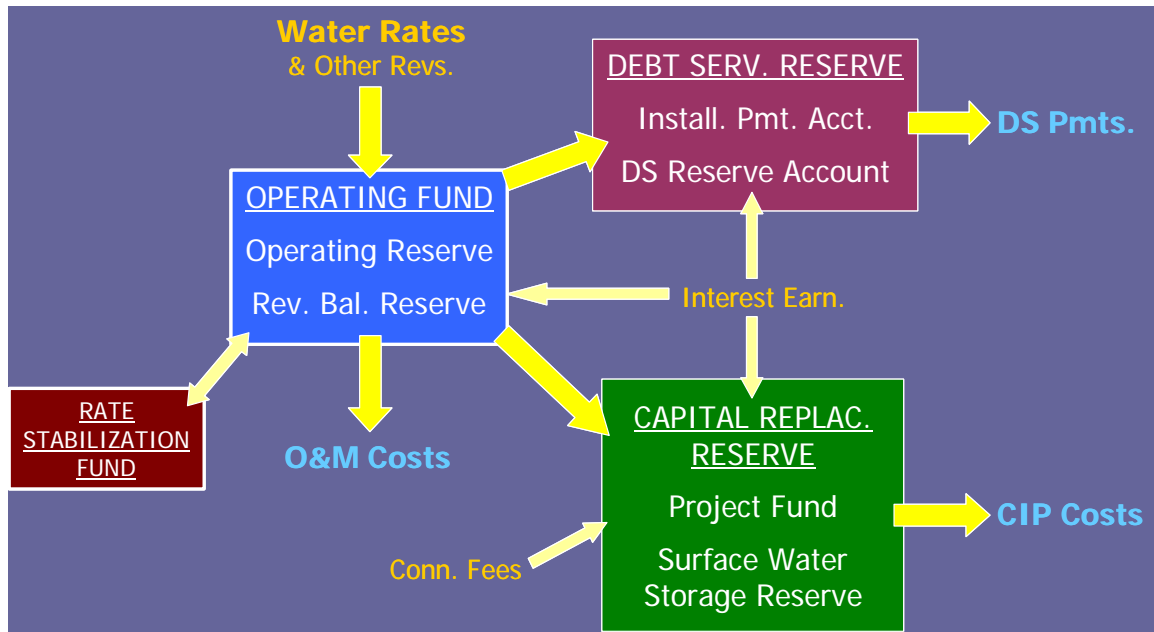 Water Rates
& Other Revs.
DEBT SERV. RESERVE
Install. Pmt. Acct.
DS Reserve Account
DS Pmts.
OPERATING FUND
Operating Reserve
Rev. Bal. Reserve
Interest Earn.
RATE
STABILIZATION
FUND
O&M Costs
CAPITAL REPLAC.
RESERVE
Project Fund
Surface Water
Storage Reserve
CIP Costs
Conn. Fees